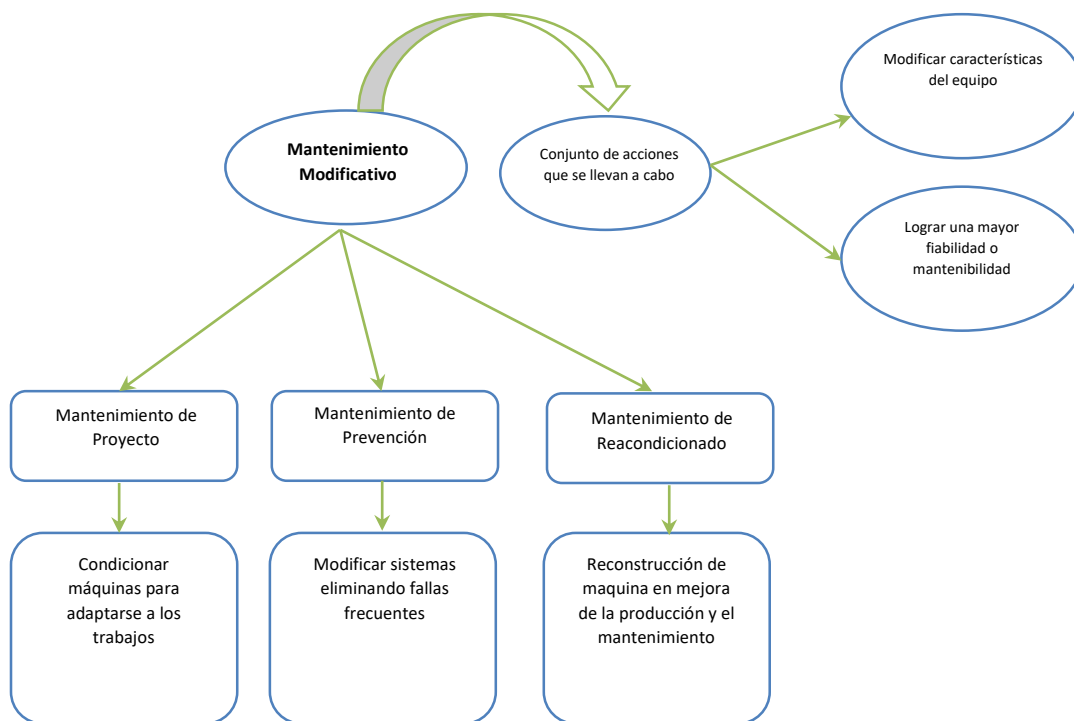 Mantenimiento
Modificativo
Conjunto de acciones
que se llevan a cabo
Modificar características
del equipo
Lograr una mayor
fiabilidad o
mantenibilidad
Mantenimiento de
Proyecto
Mantenimiento de
Prevención
Mantenimiento de
Reacondicionado
Condicionar
máquinas para
adaptarse a los
trabajos
Modificar sistemas
eliminando fallas
frecuentes
Reconstrucción de
maquina en mejora
de la producción y el
mantenimiento